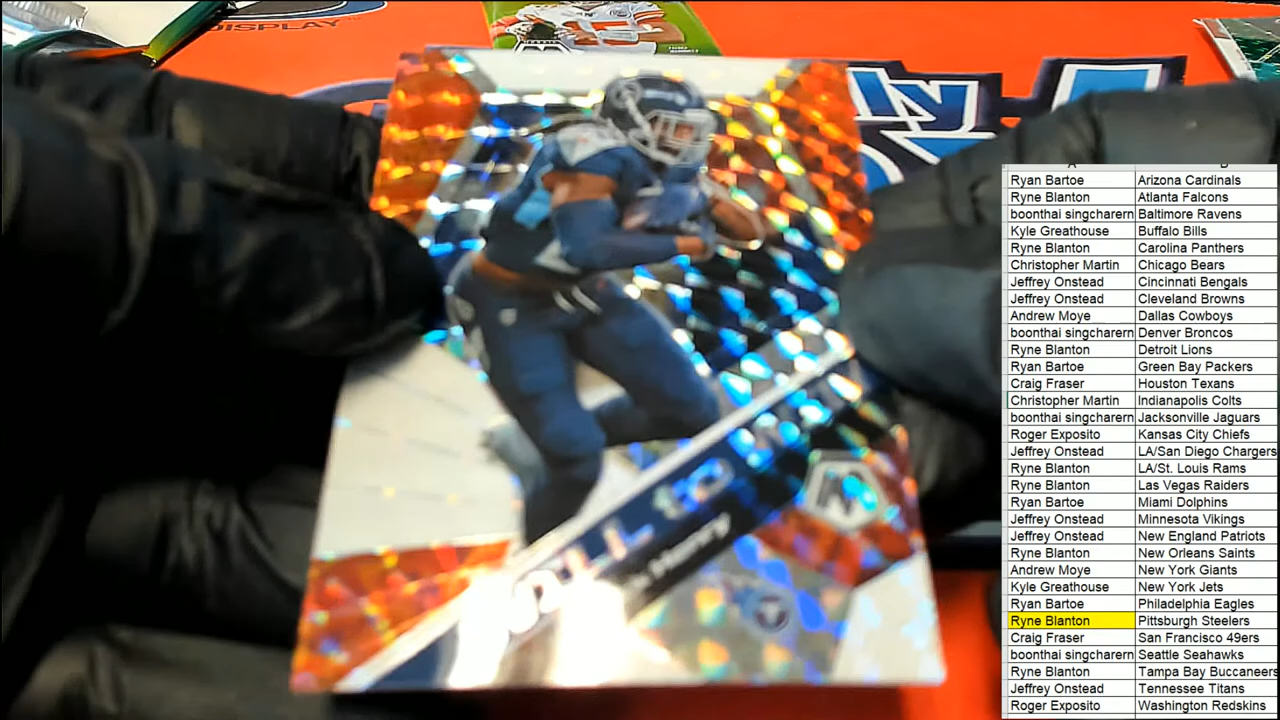 DISPLAY
Henry
A B
Ryan Bartoe Arizona Cardinals
Ryne Blanton Atlanta Falcons
boonthai singcharern Baltimore Ravens
Kyle Greathouse Buffalo Bills
Ryne Blanton Carolina Panthers
Christopher Martin Chicago Bears
Jeffrey Onstead Cincinnati Bengals
Jeffrey Onstead Cleveland Browns
Andrew Moye Dallas Cowboys
boonthai singcharern Denver Broncos
Ryne Blanton Detroit Lions
Ryan Bartoe Green Bay Packers
Craig Fraser Houston Texans
Christopher Martin Indianapolis Colts
boonthai singcharern Jacksonville Jaguars
Roger Exposito Kansas City Chiefs
Jeffrey Onstead LA/San Diego Chargers
Ryne Blanton LA/St. Louis Rams
Ryne Blanton Las Vegas Raiders
Ryan Bartoe Miami Dolphins
Jeffrey Onstead Minnesota Vikings
Jeffrey Onstead New England Patriots
Ryne Blanton New Orleans Saints
Andrew Moye New York Giants
Kyle Greathouse New York Jets
Ryan Bartoe Philadelphia Eagles
Ryne Blanton Pittsburgh Steelers
Craig Fraser San Francisco 49ers
boonthai singcharern Seattle Seahawks
Ryne Blanton Tampa Bay Buccaneers
Jeffrey Onstead Tennessee Titans
Roger Exposito Washington Redskins